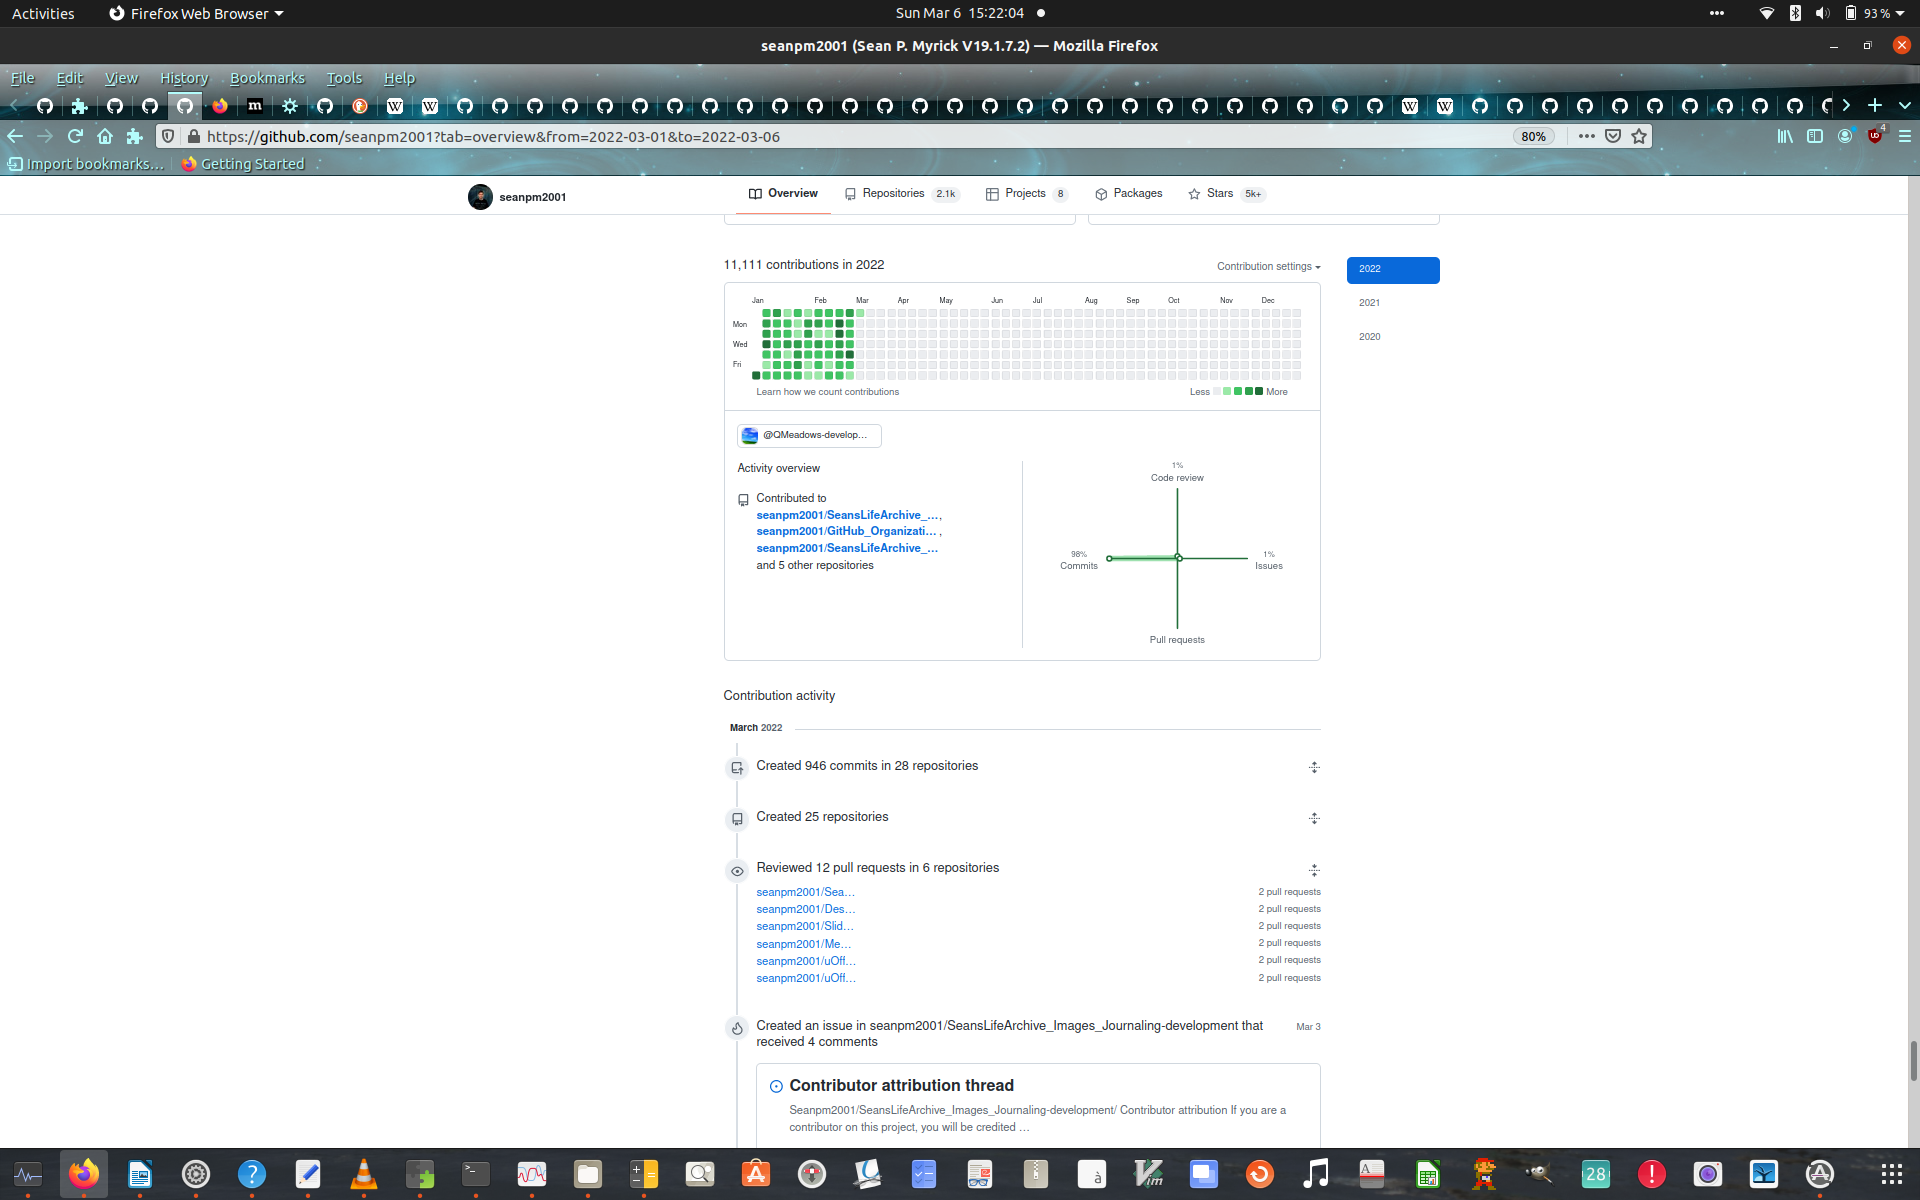 Activities
Firefox Web Browser
Sun Mar 6 15:22:04
93 %
seanpm2001 (Sean P. Myrick V19.1.7.2) — Mozilla Firefox
File Edit View History Bookmarks Tools Help
https://github.com/seanpm2001?tab=overview&from=2022-03-01&to=2022-03-06
80%
4
Import bookmarks...
Getting Started
seanpm2001
Overview
Repositories 2.1k
Projects 8
Packages
Stars 5k+
11,111 contributions in 2022
Contribution settings
2022
2021
2020
Jan Feb Mar Apr May Jun Jul Aug Sep Oct Nov Dec
Mon
Wed
Fri
Learn how we count contributions
Less More
@QMeadows-develop...
Activity overview
Contributed to
seanpm2001/SeansLifeArchive_... ,
seanpm2001/GitHub_Organizati... ,
seanpm2001/SeansLifeArchive_...
and 5 other repositories
1%
Code review
98%
Commits
1%
Issues
Pull requests
Contribution activity
March 2022
Created 946 commits in 28 repositories
Created 25 repositories
Reviewed 12 pull requests in 6 repositories
seanpm2001/Sea... 2 pull requests
seanpm2001/Des... 2 pull requests
seanpm2001/Slid... 2 pull requests
seanpm2001/Me... 2 pull requests
seanpm2001/uOff... 2 pull requests
seanpm2001/uOff... 2 pull requests
Created an issue in seanpm2001/SeansLifeArchive_Images_Journaling-development that
received 4 comments
Mar 3
Contributor attribution thread
Seanpm2001/SeansLifeArchive_Images_Journaling-development/ Contributor attribution If you are a
contributor on this project, you will be credited ...
28